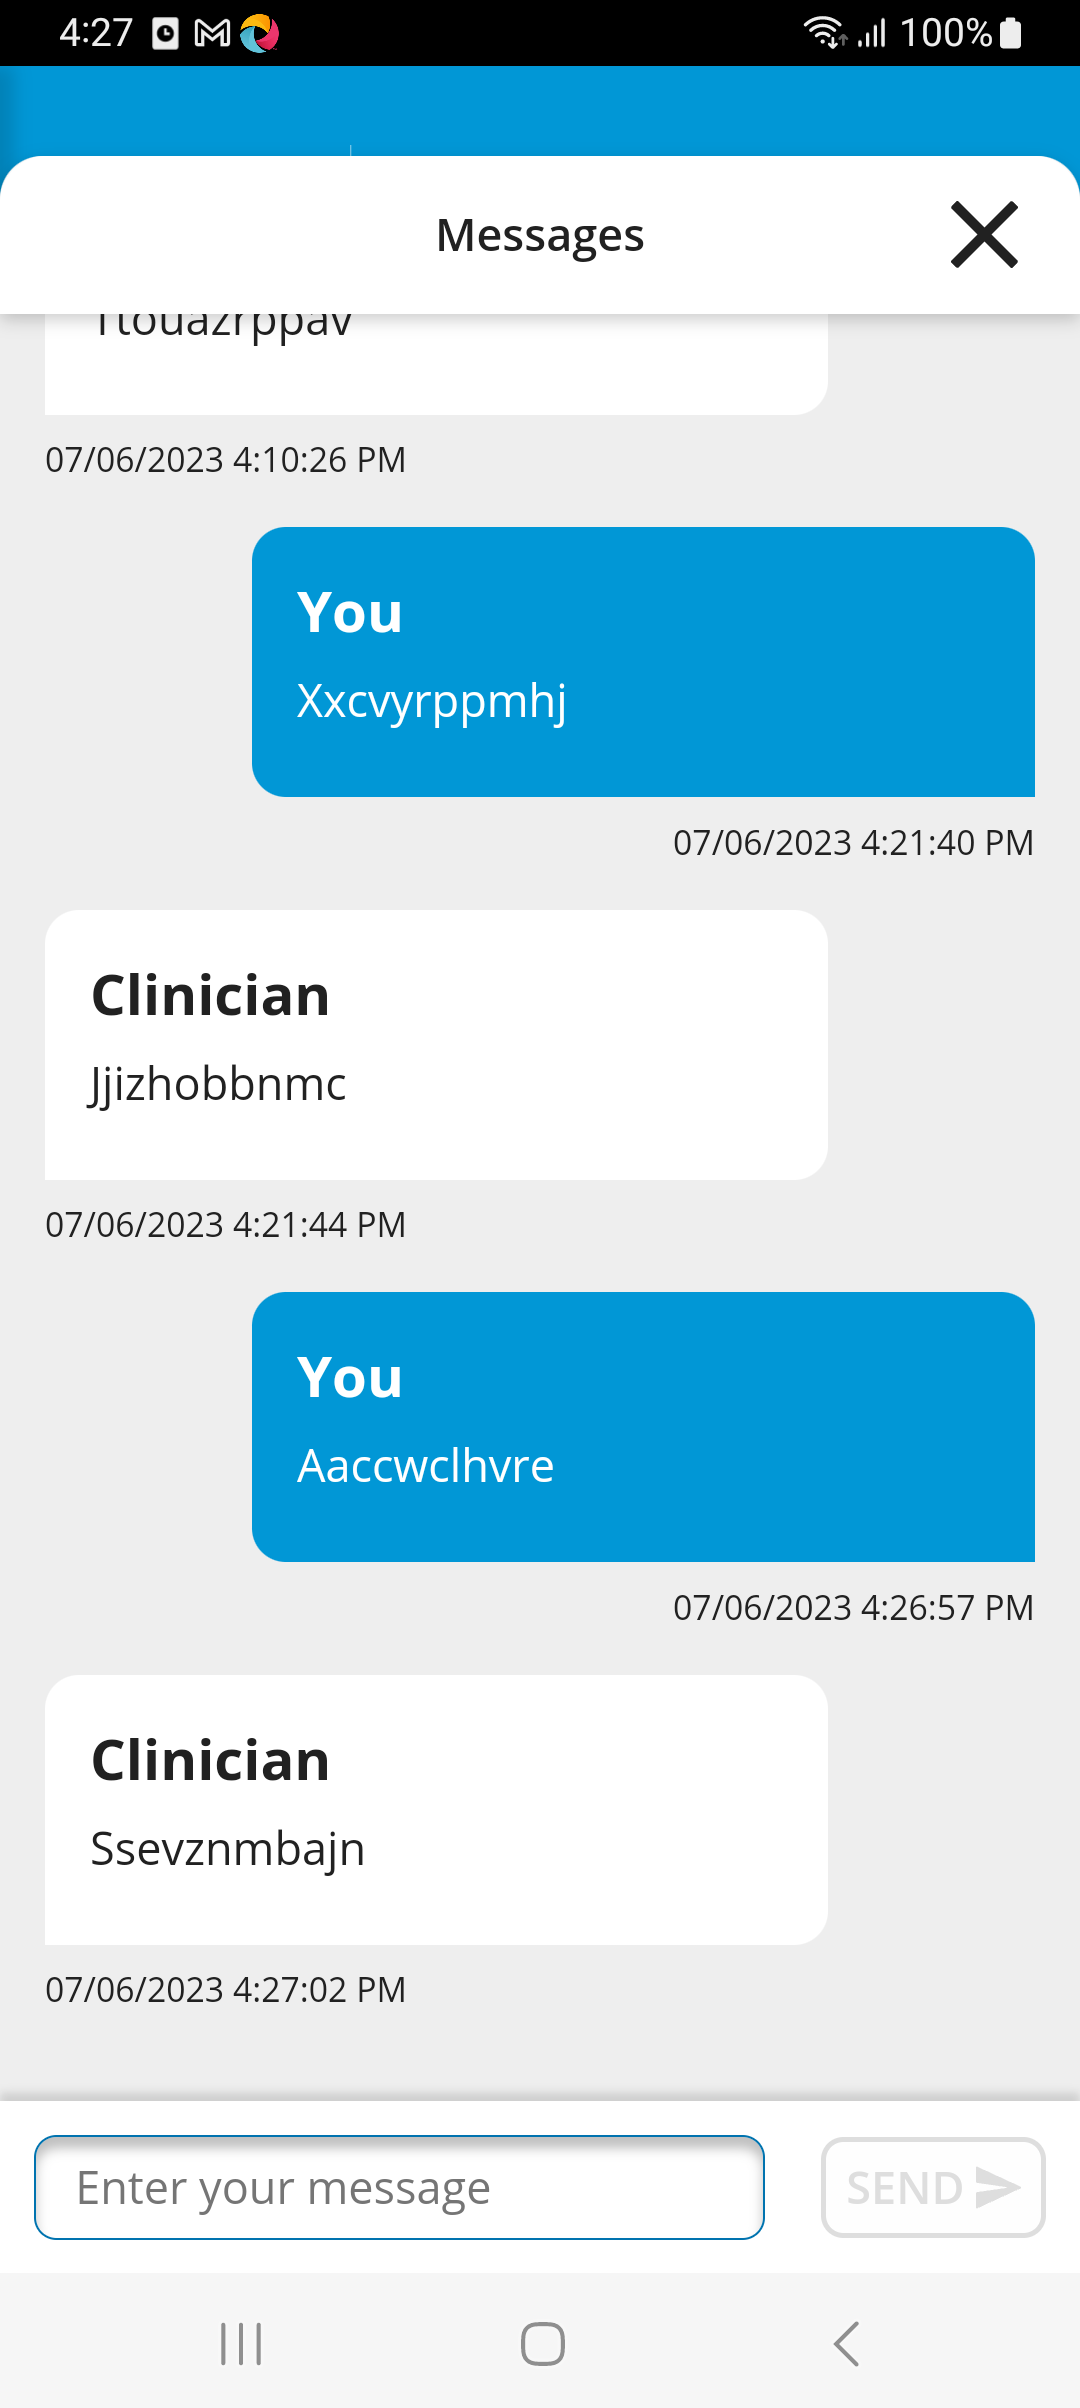 4:27
100%
Messages
07/06/2023 4:10:26 PM
You
Xxcvyrppmhj
07/06/2023 4:21:40 PM
Clinician
Jjizhobbnmc
07/06/2023 4:21:44 PM
You
Aaccwclhvre
07/06/2023 4:26:57 PM
Clinician
Ssevznmbajn
07/06/2023 4:27:02 PM
Enter your message
SEND